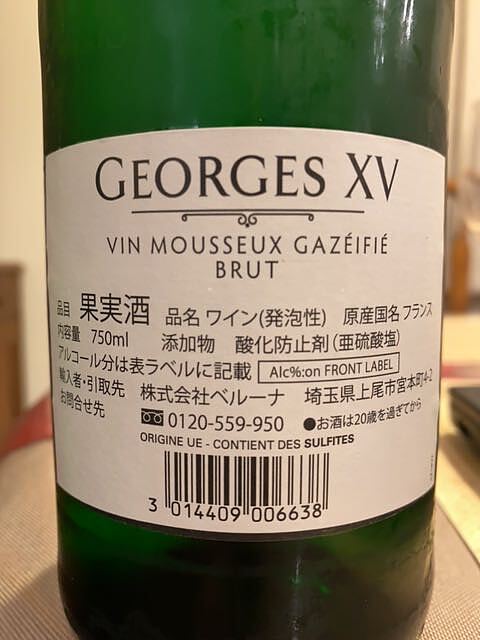 GEORGES XV
VIN MOUSSEUX GAZÉIFIÉ
BRUT
品目 果実酒 品名 ワイン(発泡性) 原産国名 フランス
内容量 750ml 添加物 酸化防止剤(亜硫酸塩)
アルコール分は表ラベルに記載 Alc%:on FRONT LABEL
輸入者・引取先 株式会社ベルーナ 埼玉県上尾市宮本町4-2
お問合せ先 0120-559-950 ●お酒は20歳を過ぎてから
ORIGINE UE - CONTIENT DES SULFITES
3 014409 006638